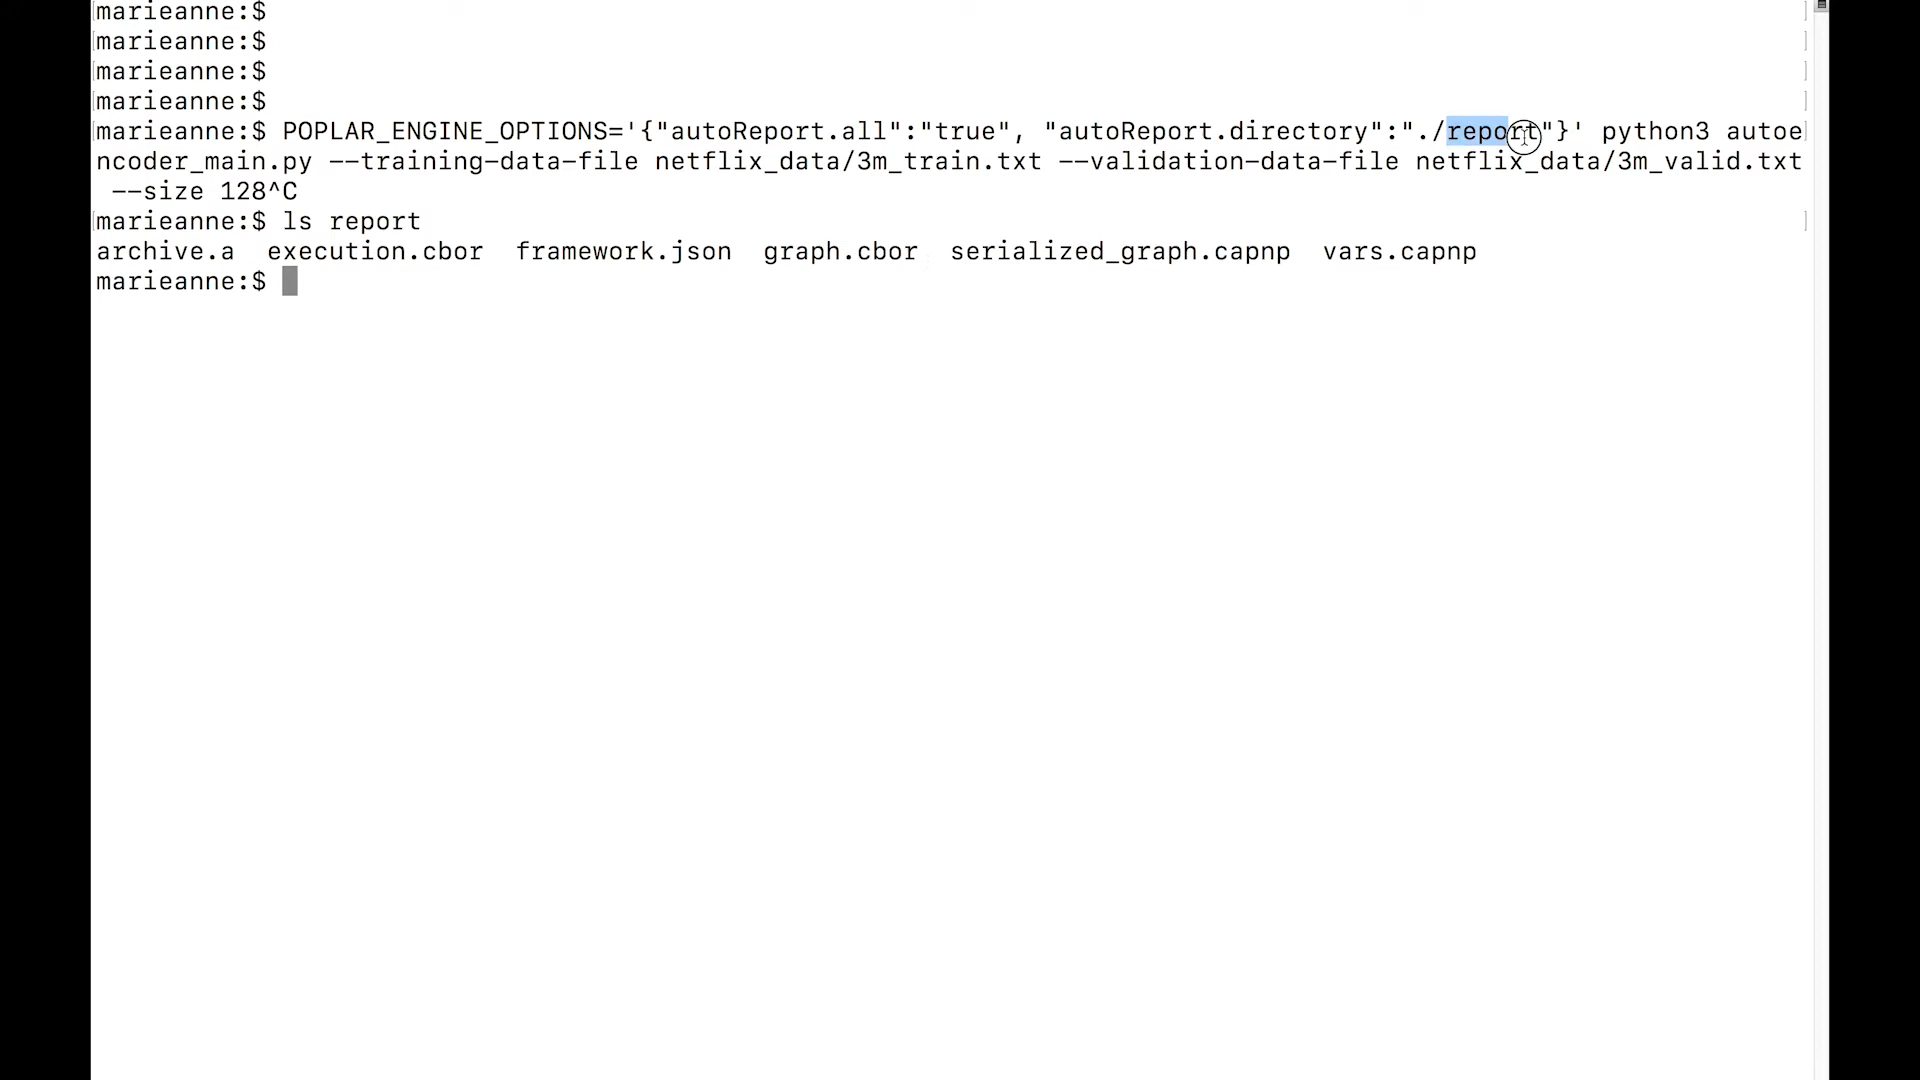 marieanne:$
marieanne:$
marieanne:$
marieanne:$
marieanne:$ POPLAR_ENGINE_OPTIONS='{"autoReport.all":"true", "autoReport.directory":"./report"}' python3 autoe
ncoder_main.py --training-data-file netflix_data/3m_train.txt --validation-data-file netflix_data/3m_valid.txt
 --size 128^C
marieanne:$ ls report
archive.a  execution.cbor  framework.json  graph.cbor  serialized_graph.capnp  vars.capnp
marieanne:$